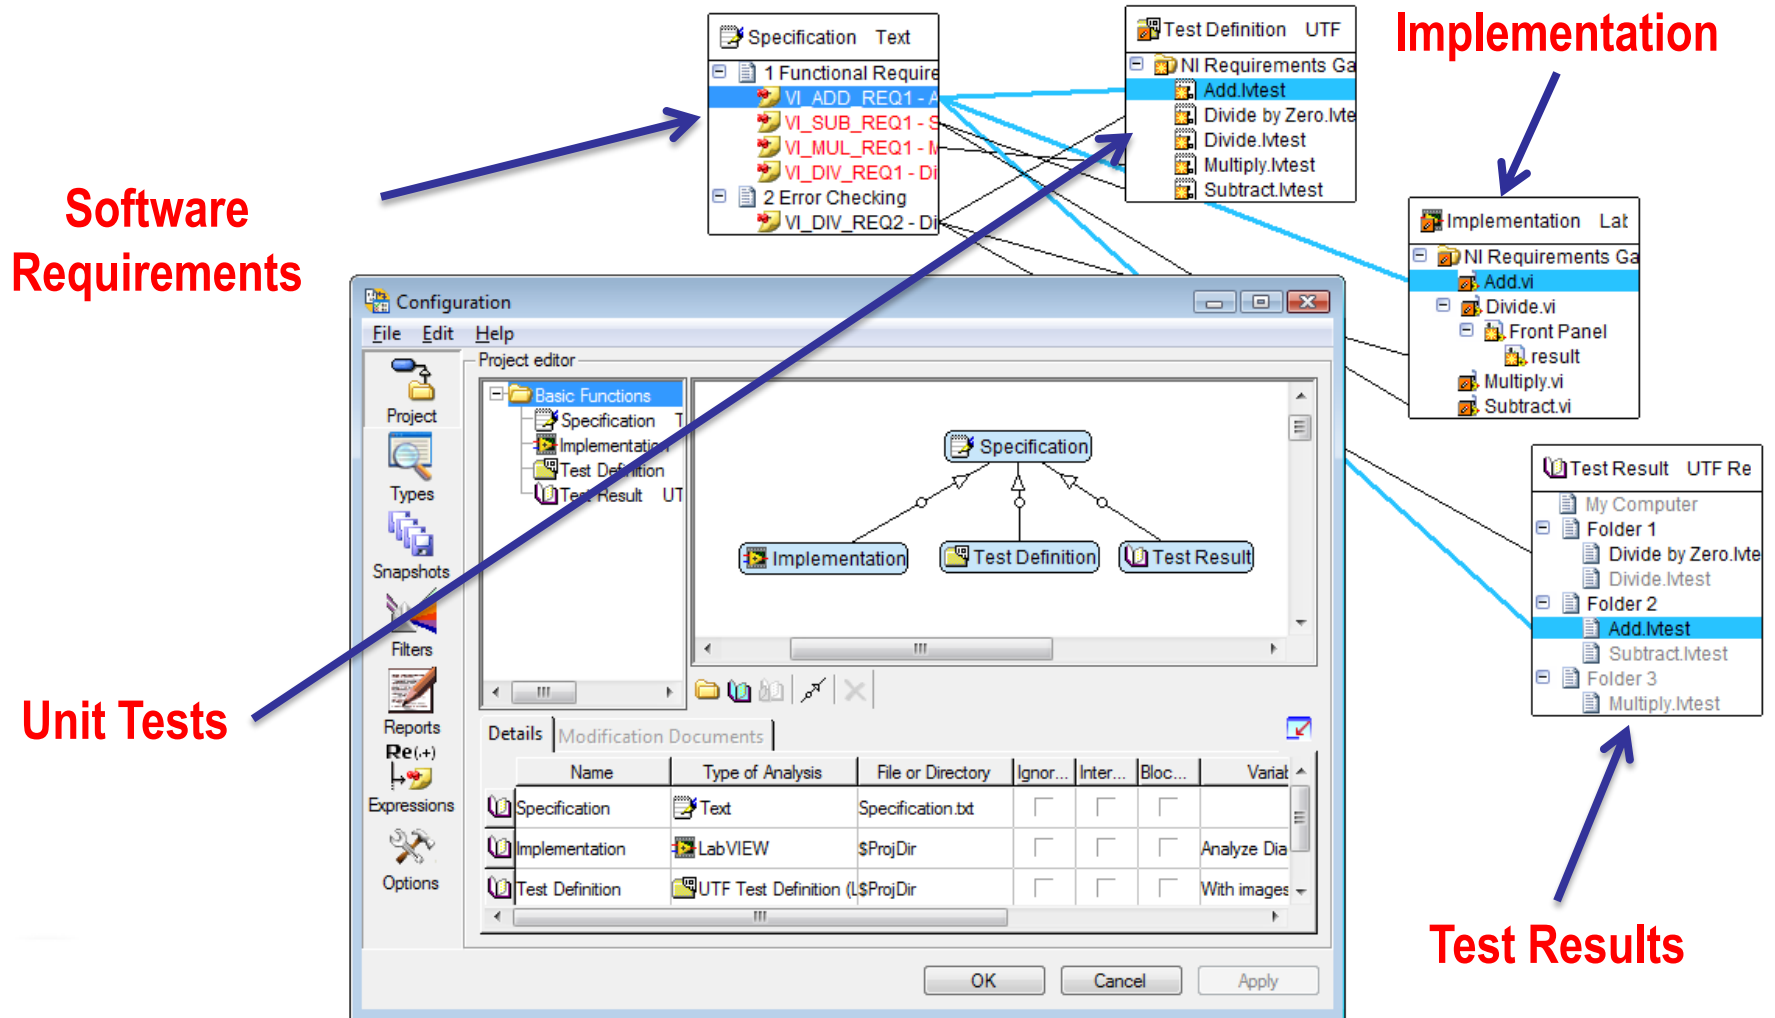 Specification Text
1 Functional Require
VI_ADD_REQ1 - A
VI_SUB_REQ1 - S
VI_MUL_REQ1 - M
VI_DIV_REQ1 - Di
2 Error Checking
VI_DIV_REQ2 - Di
Test Definition UTF
NI Requirements Ga
Add.lvtest
Divide by Zero.lvte
Divide.lvtest
Multiply.lvtest
Subtract.lvtest
Implementation
Implementation Lab
NI Requirements Ga
Add.vi
Divide.vi
Front Panel
result
Multiply.vi
Subtract.vi
Software
Requirements
Configuration
File Edit Help
Project
Types
Snapshots
Filters
Reports
Re(.+)
Expressions
Options
Project editor
Basic Functions
Specification T
Implementation
Test Definition
Test Result UT
Specification
Implementation
Test Definition
Test Result
Test Result UTF Re
My Computer
Folder 1
Divide by Zero.lvte
Divide.lvtest
Folder 2
Add.lvtest
Subtract.lvtest
Folder 3
Multiply.lvtest
Unit Tests
Details Modification Documents
Name Type of Analysis File or Directory Ignor... Inter... Bloc... Variab
Specification Text Specification.txt
Implementation LabVIEW $ProjDir Analyze Dia
Test Definition UTF Test Definition (L $ProjDir With images
OK Cancel Apply
Test Results